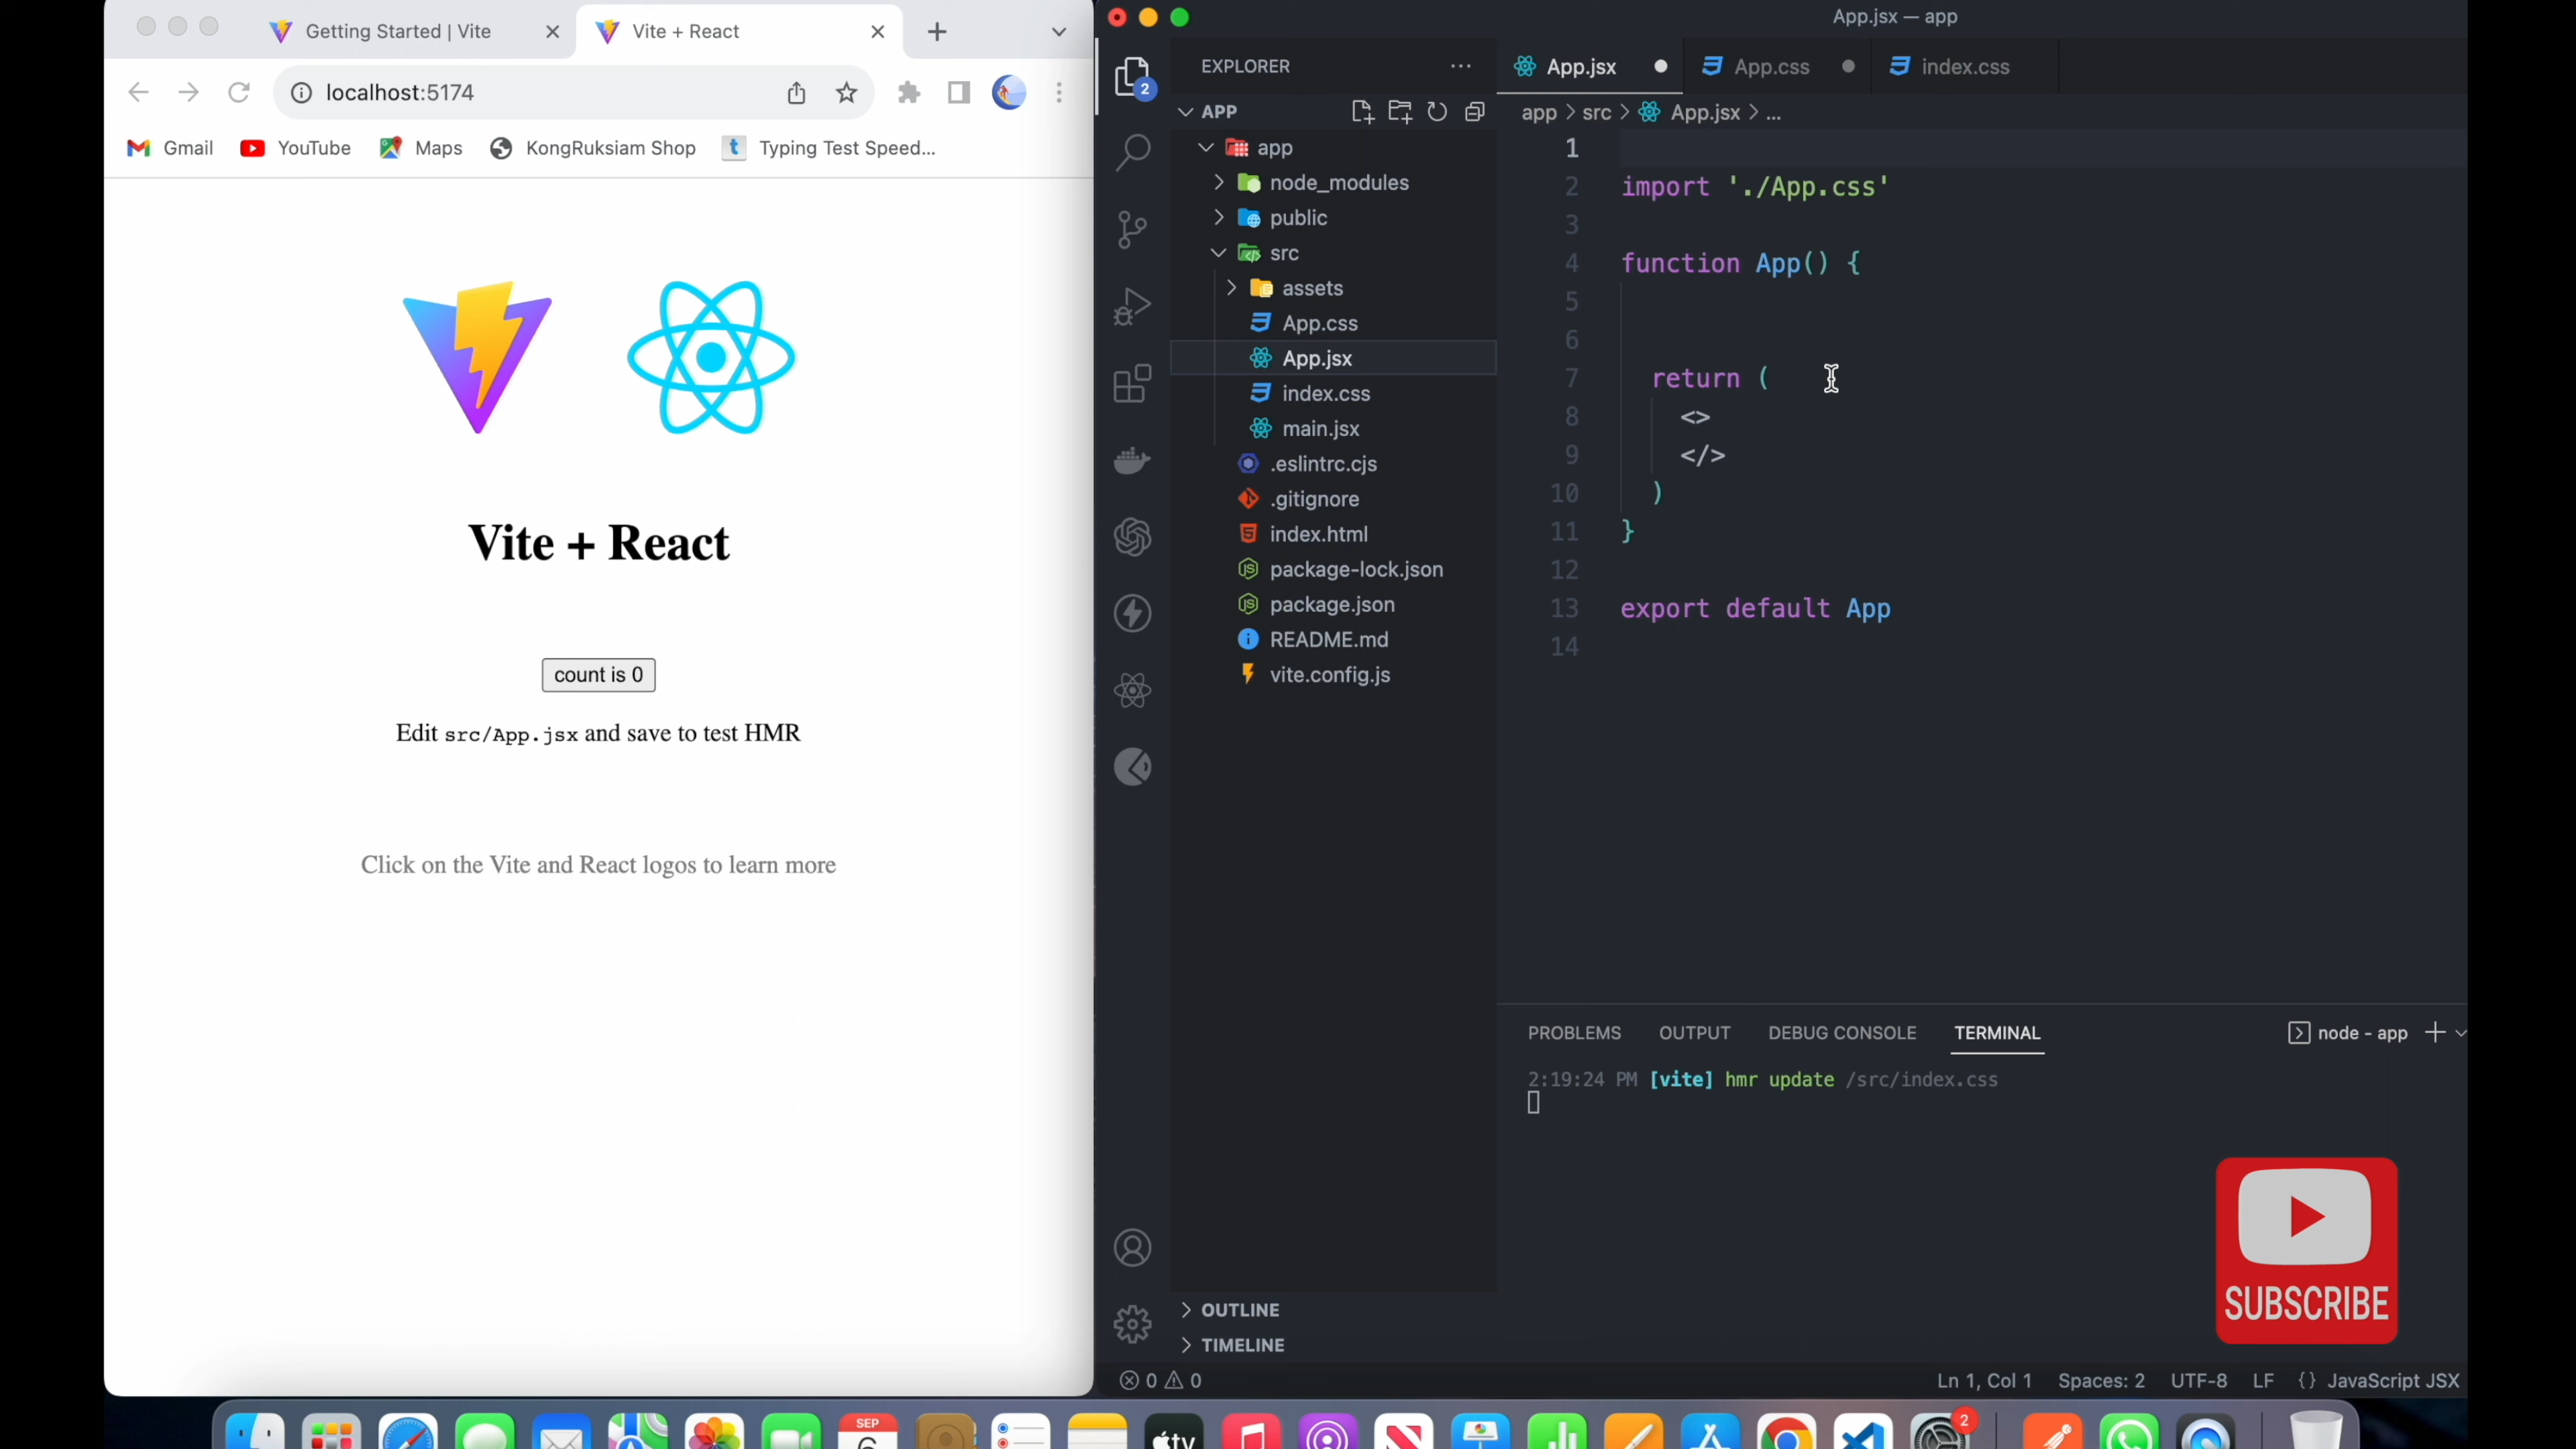 Getting Started | Vite
Vite + React
localhost:5174
Gmail
YouTube
Maps
KongRuksiam Shop
t
Typing Test Speed...
Vite + React
count is 0
Edit src/App.jsx and save to test HMR
Click on the Vite and React logos to learn more
App.jsx — app
2
EXPLORER
APP
app
node_modules
public
src
assets
App.css
App.jsx
index.css
main.jsx
.eslintrc.cjs
.gitignore
index.html
package-lock.json
package.json
README.md
vite.config.js
OUTLINE
TIMELINE
App.jsx
App.css
index.css
app > src > App.jsx > ...
1
2 import './App.css'
3
4 function App() {
5
6
7 return (
8 <>
9 </>
10 )
11 }
12
13 export default App
14
PROBLEMS
OUTPUT
DEBUG CONSOLE
TERMINAL
node - app
2:19:24 PM [vite] hmr update /src/index.css
SUBSCRIBE
0 0
Ln 1, Col 1
Spaces: 2
UTF-8
LF
{} JavaScript JSX
SEP
6
tv
2